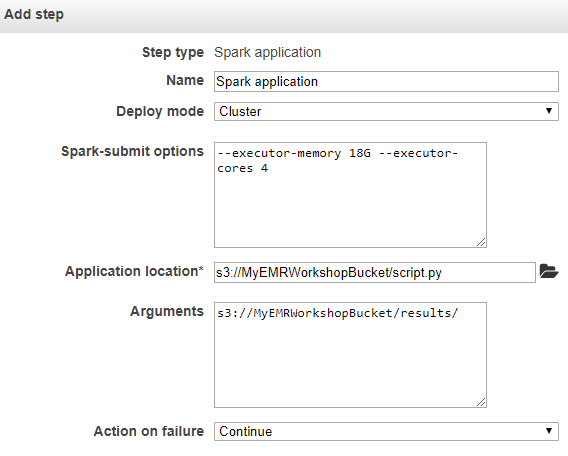 Add step
Step type Spark application
Name Spark application
Deploy mode Cluster
Spark-submit options --executor-memory 18G --executor-
cores 4
Application location* s3://MyEMRWorkshopBucket/script.py
Arguments s3://MyEMRWorkshopBucket/results/
Action on failure Continue